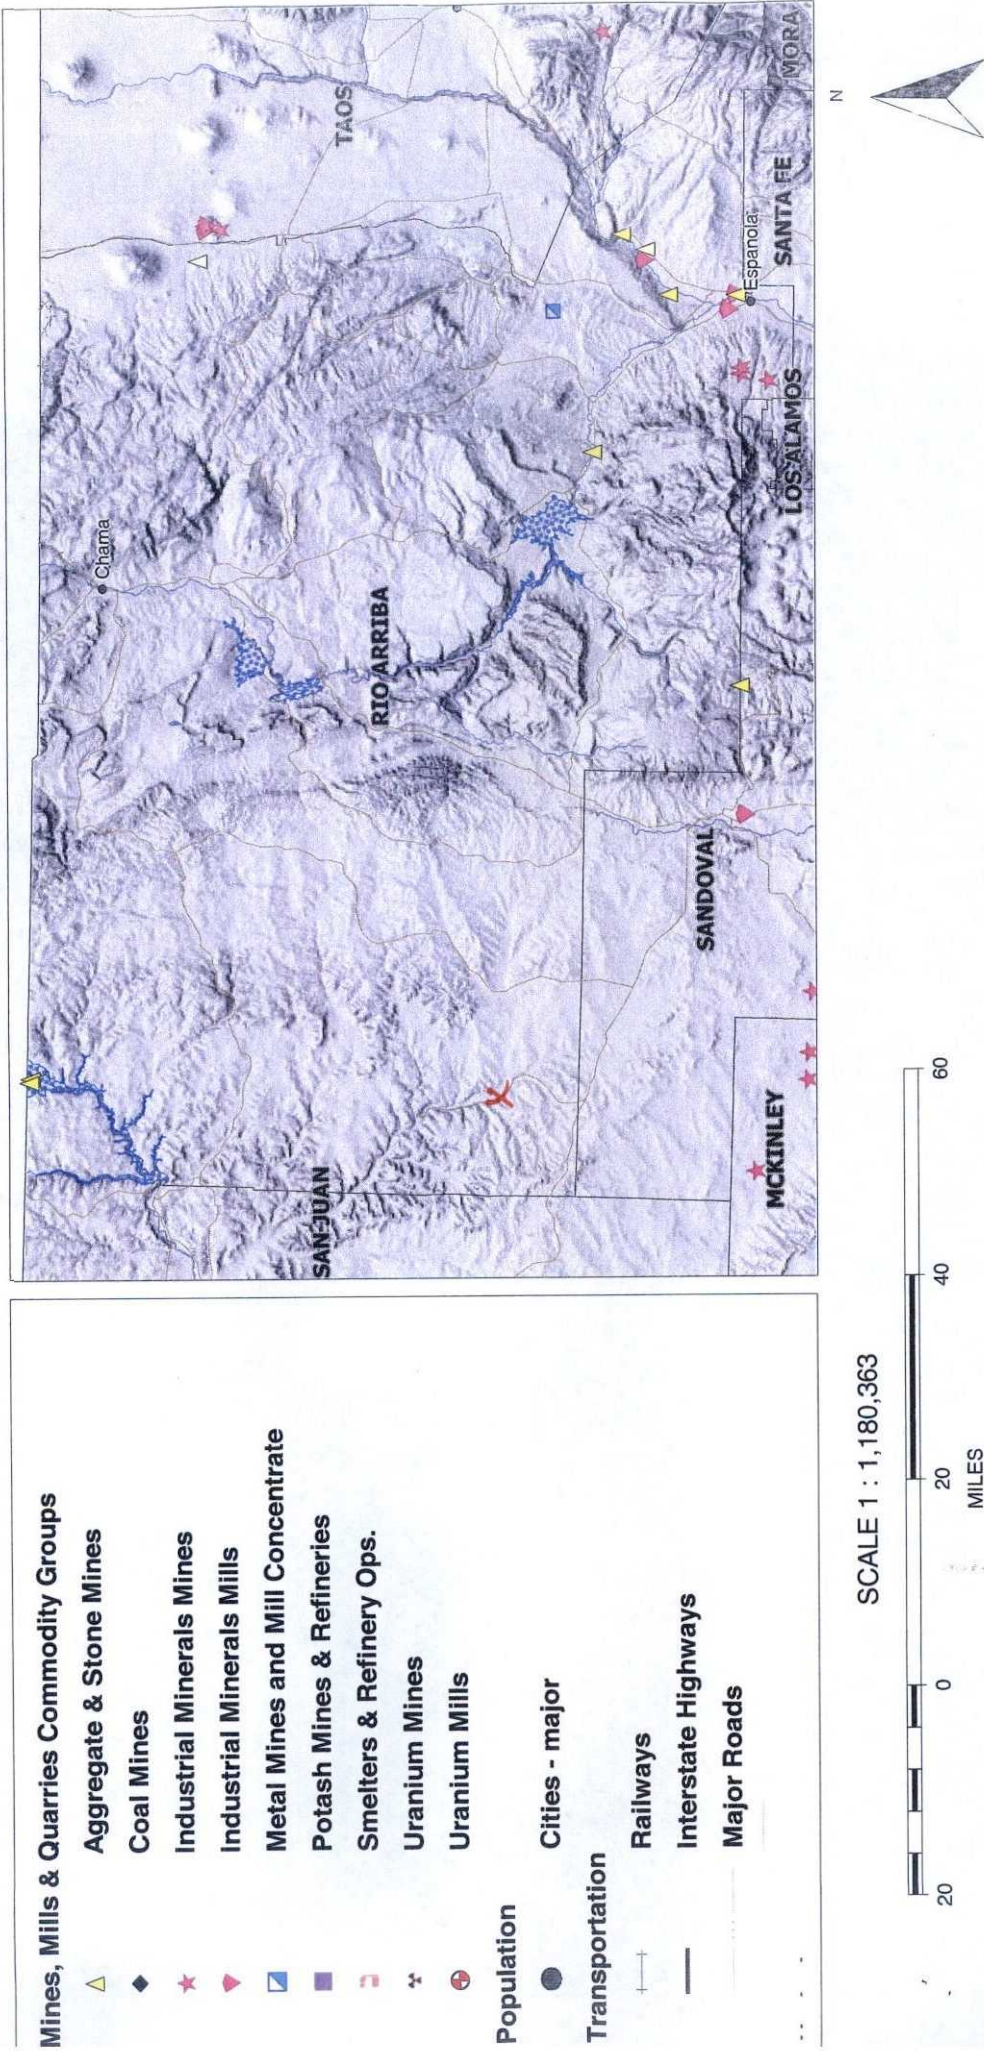 Mines, Mills & Quarries Commodity Groups
Aggregate & Stone Mines
Coal Mines
Industrial Minerals Mines
Industrial Minerals Mills
Metal Mines and Mill Concentrate
Potash Mines & Refineries
Smelters & Refinery Ops.
Uranium Mines
Uranium Mills
Population
Cities - major
Transportation
Railways
Interstate Highways
Major Roads
Chama
TAOS
RIO ARRIBA
SAN JUAN
SANDOVAL
MCKINLEY
LOS ALAMOS
Espanola
SANTA FE
MORA
N
SCALE 1 : 1,180,363
20 0 20 40 60
MILES